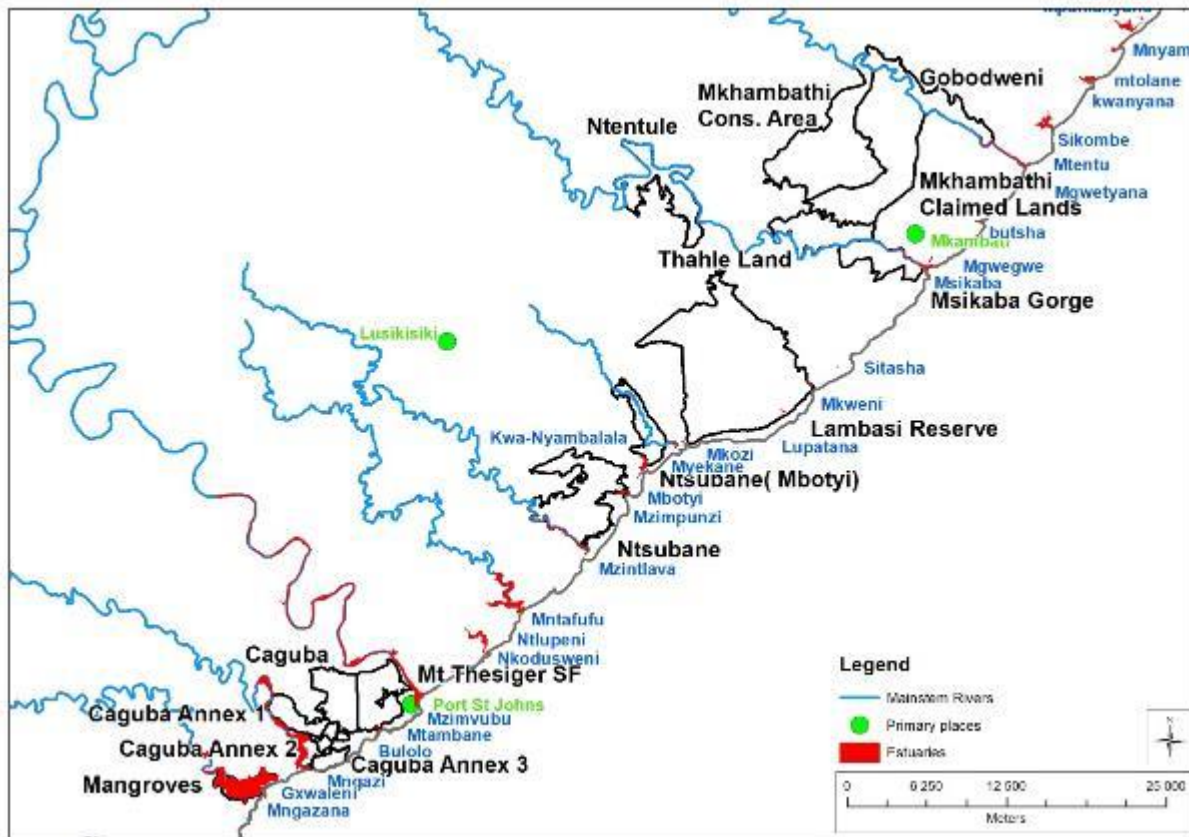 Mnyam
Gobodweni
mtolane
Mkhambathi
Cons. Area
kwanyana
Ntentule
Sikombe
Mtentu
Mkhambathi
Claimed Lands
Mgwetyana
butsha
Thahle Land
Mgwegwe
Msikaba
Msikaba Gorge
Lusikisiki
Sitasha
Mkweni
Lambasi Reserve
Kwa-Nyambalala
Mkozi
Lupatana
Myekane
Ntsubane( Mbotyi)
Mbotyi
Mzimpunzi
Ntsubane
Mzintlava
Mntafufu
Ntlupeni
Nkodusweni
Caguba
Mt Thesiger SF
Port St Johns
Caguba Annex 1
Mzimvubu
Mtambane
Caguba Annex 2
Bulolo
Caguba Annex 3
Mangroves
Mngazi
Gxwaleni
Mngazana
Legend
Mainstem Rivers
Primary places
Estuaries
0 6 250 12 500 25 000
Meters